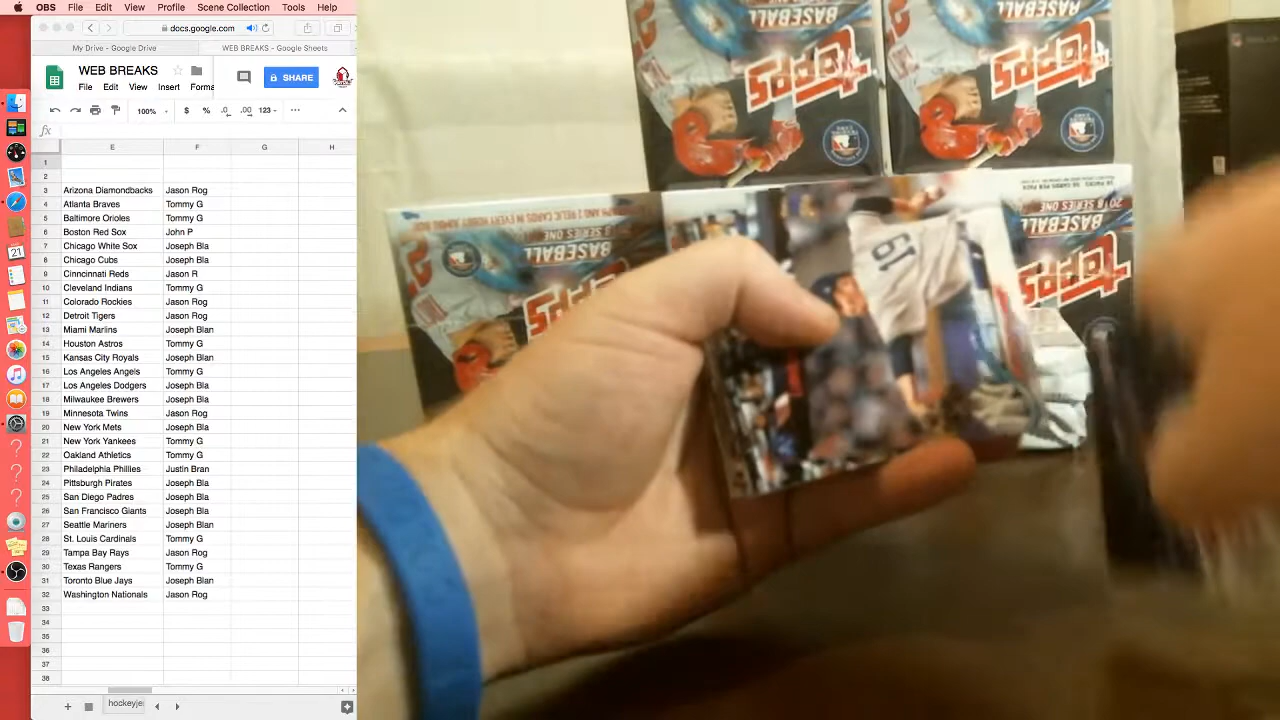 OBS File Edit View Profile Scene Collection Tools Help
docs.google.com
My Drive - Google Drive WEB BREAKS - Google Sheets
WEB BREAKS
File Edit View Insert Forma
SHARE
100% $ % .0 .00 123 ...
fx
E F G H
1
2
3 Arizona Diamondbacks Jason Rog
4 Atlanta Braves Tommy G
5 Baltimore Orioles Tommy G
6 Boston Red Sox John P
7 Chicago White Sox Joseph Bla
8 Chicago Cubs Joseph Bla
9 Cinncinnati Reds Jason R
10 Cleveland Indians Tommy G
11 Colorado Rockies Jason Rog
12 Detroit Tigers Jason Rog
13 Miami Marlins Joseph Blan
14 Houston Astros Tommy G
15 Kansas City Royals Joseph Blan
16 Los Angeles Angels Tommy G
17 Los Angeles Dodgers Joseph Bla
18 Milwaukee Brewers Joseph Bla
19 Minnesota Twins Jason Rog
20 New York Mets Joseph Bla
21 New York Yankees Tommy G
22 Oakland Athletics Tommy G
23 Philadelphia Phillies Justin Bran
24 Pittsburgh Pirates Joseph Bla
25 San Diego Padres Joseph Bla
26 San Francisco Giants Joseph Bla
27 Seattle Mariners Joseph Blan
28 St. Louis Cardinals Tommy G
29 Tampa Bay Rays Jason Rog
30 Texas Rangers Tommy G
31 Toronto Blue Jays Joseph Blan
32 Washington Nationals Jason Rog
33
34
35
36
37
38
hockeyje
21
BASEBALL
Topps
BASEBALL
Topps
BASEBALL
2018 SERIES ONE
BASEBALL
Topps
19